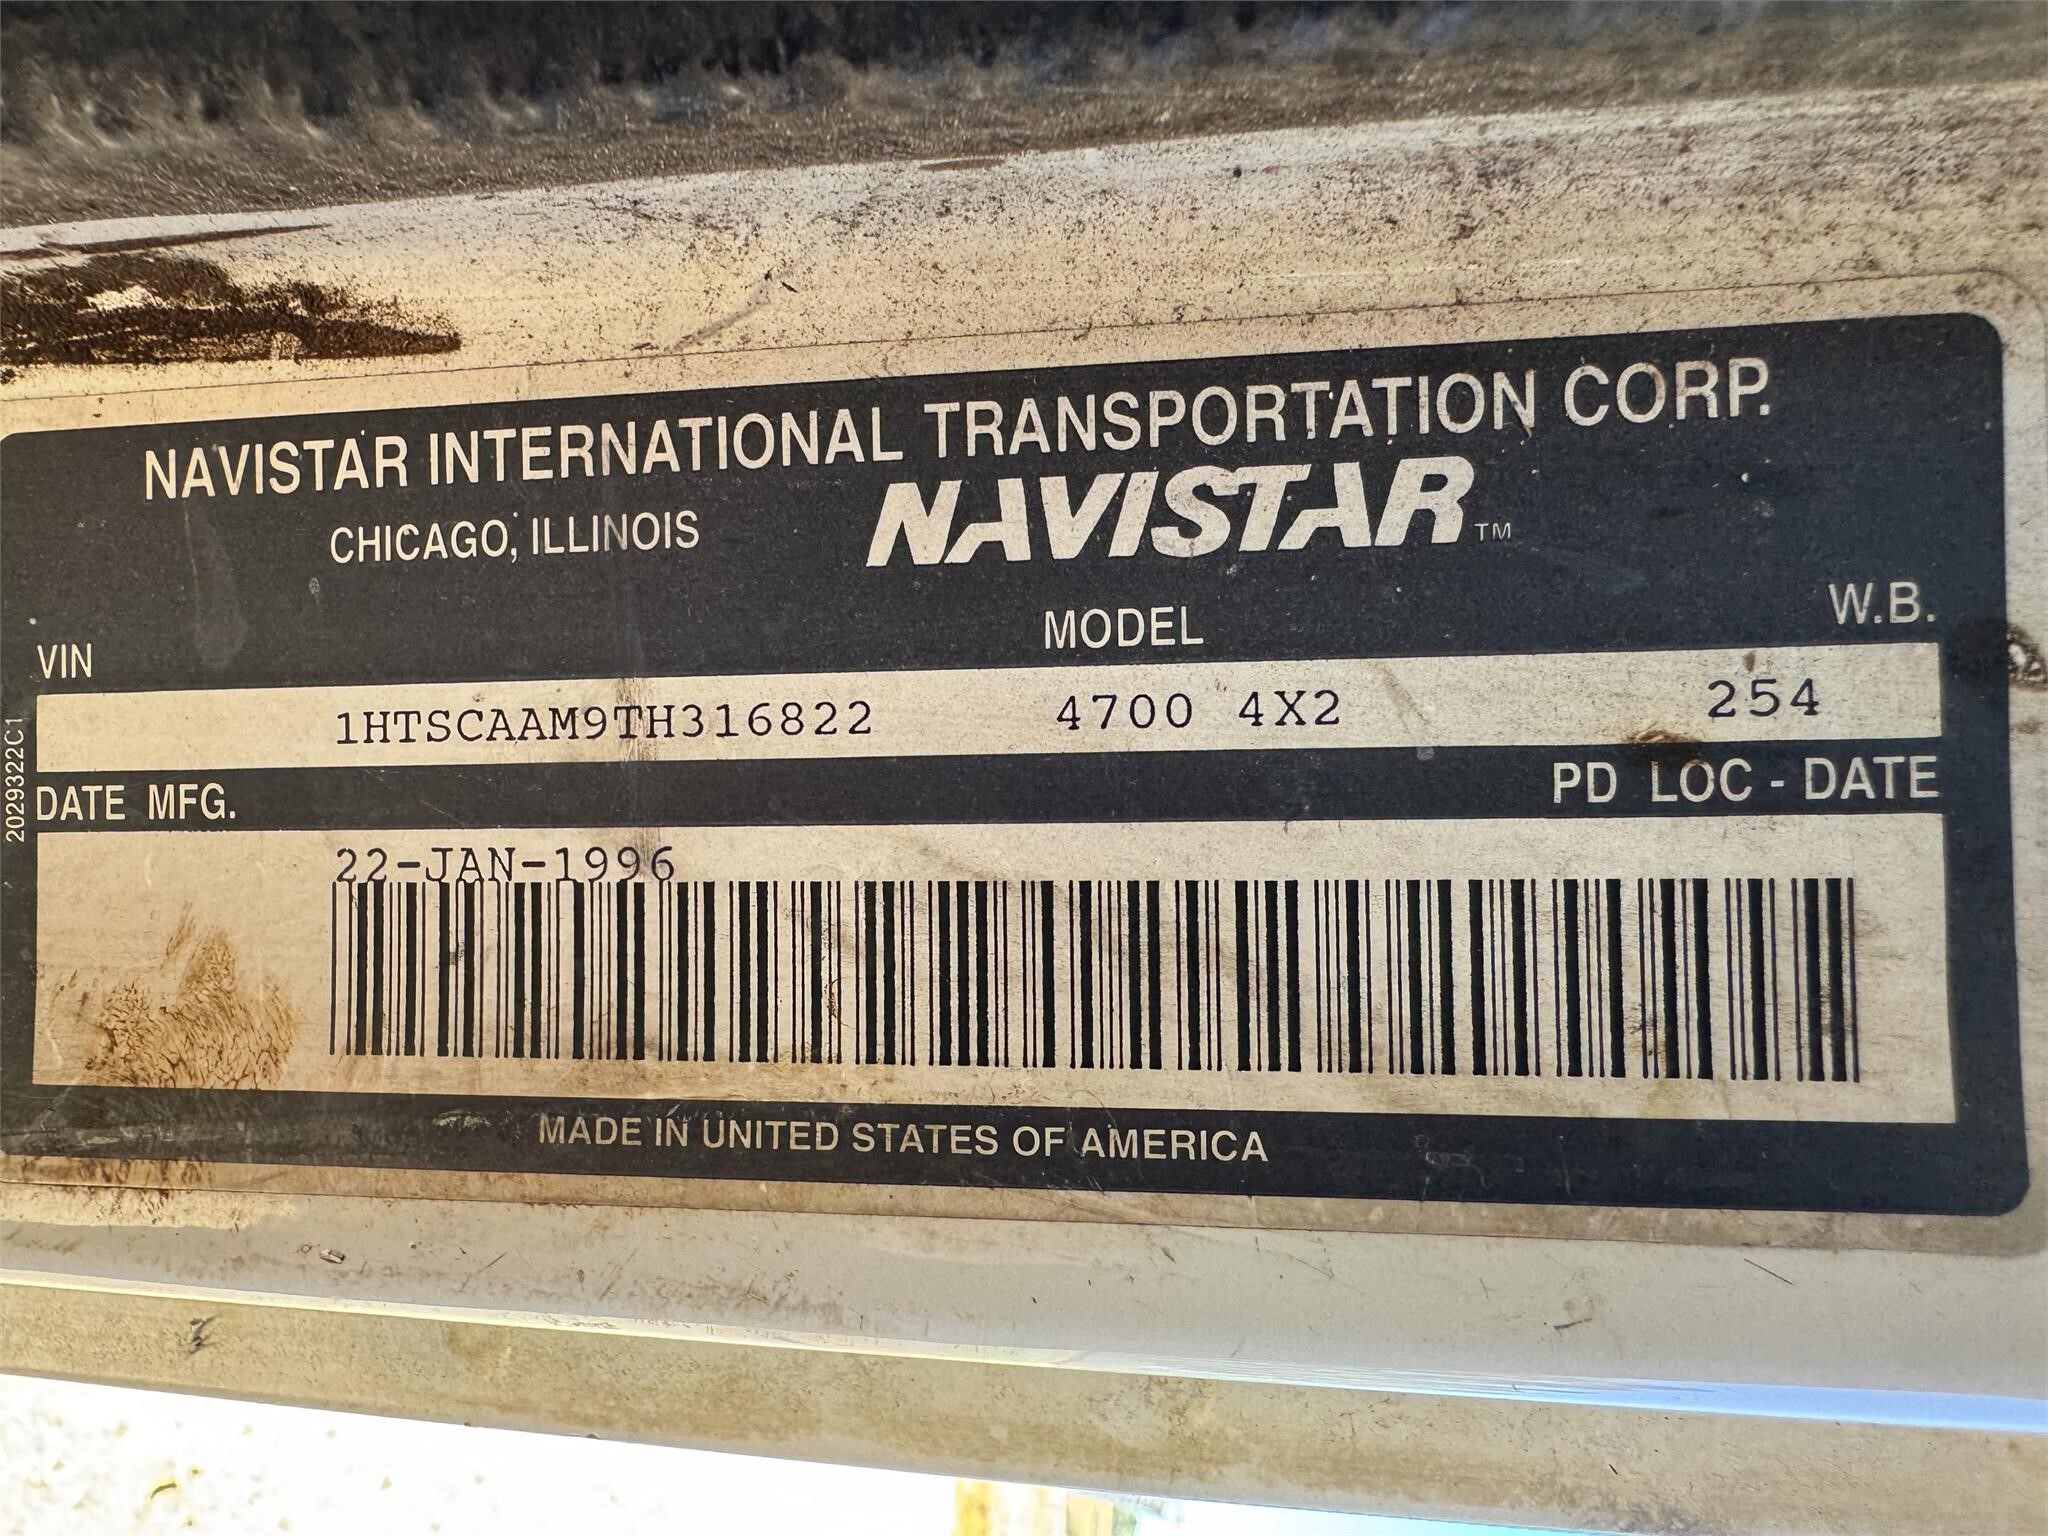 NAVISTAR INTERNATIONAL TRANSPORTATION CORP.
CHICAGO, ILLINOIS NAVISTAR™
VIN MODEL W.B.
1HTSCAAM9TH316822 4700 4X2 254
DATE MFG. PD LOC - DATE
22-JAN-1996
MADE IN UNITED STATES OF AMERICA
2029322C1